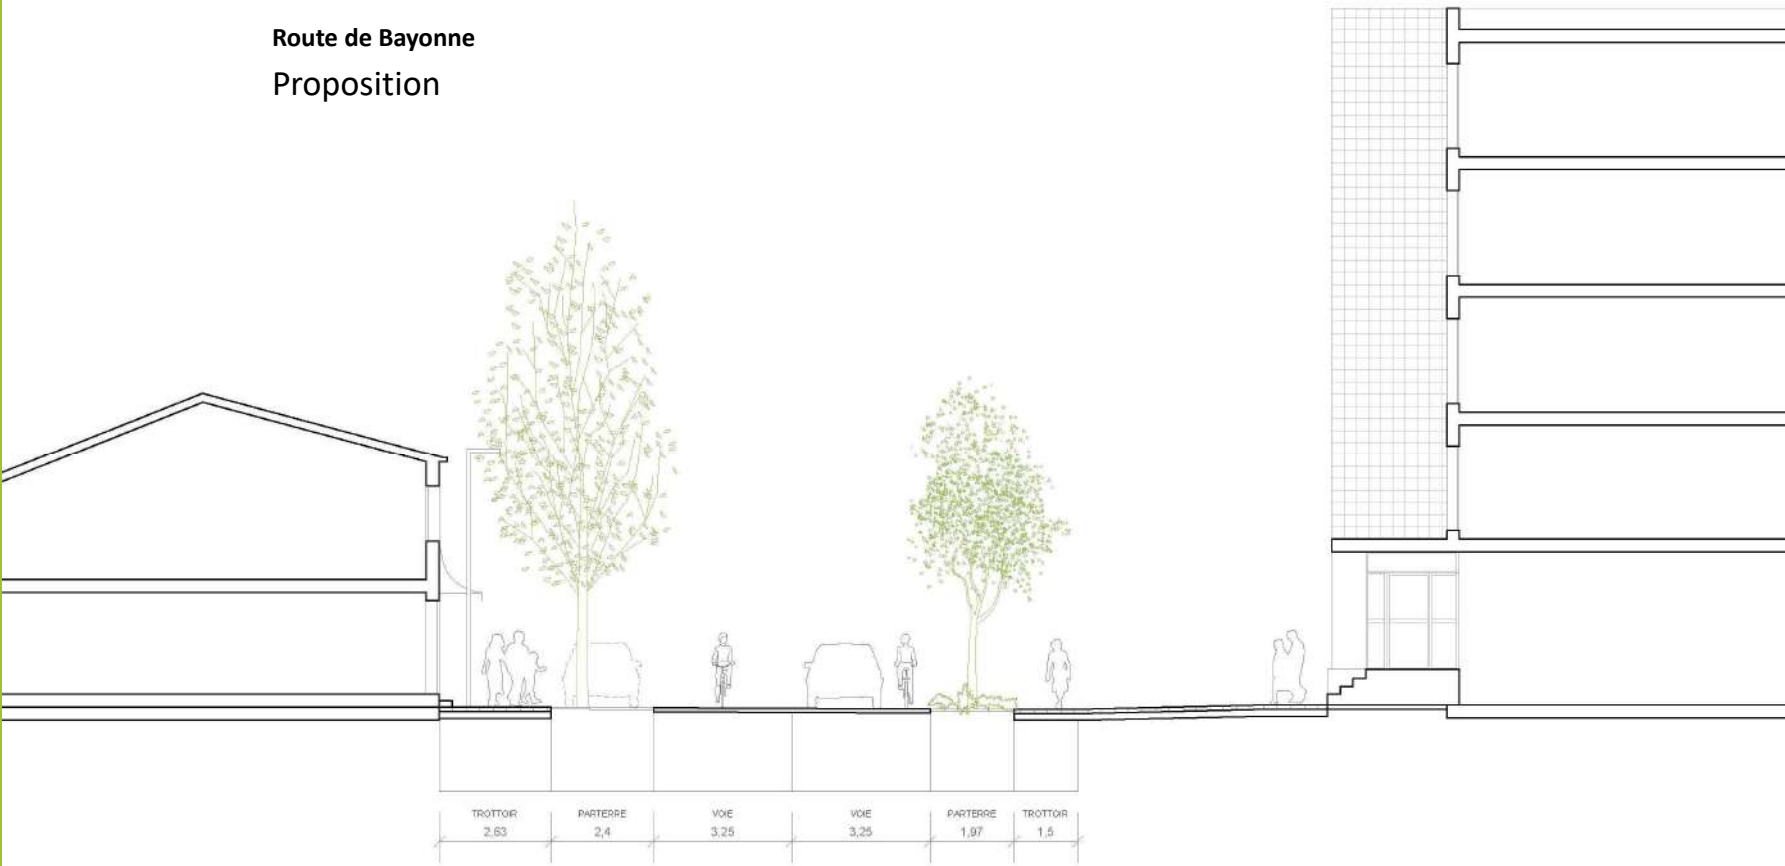 Route de Bayonne
Proposition
TROTTOIR PARTERRE VOIE VOIE PARTERRE TROTTOIR
2,63 2,4 3,25 3,25 1,97 1,5